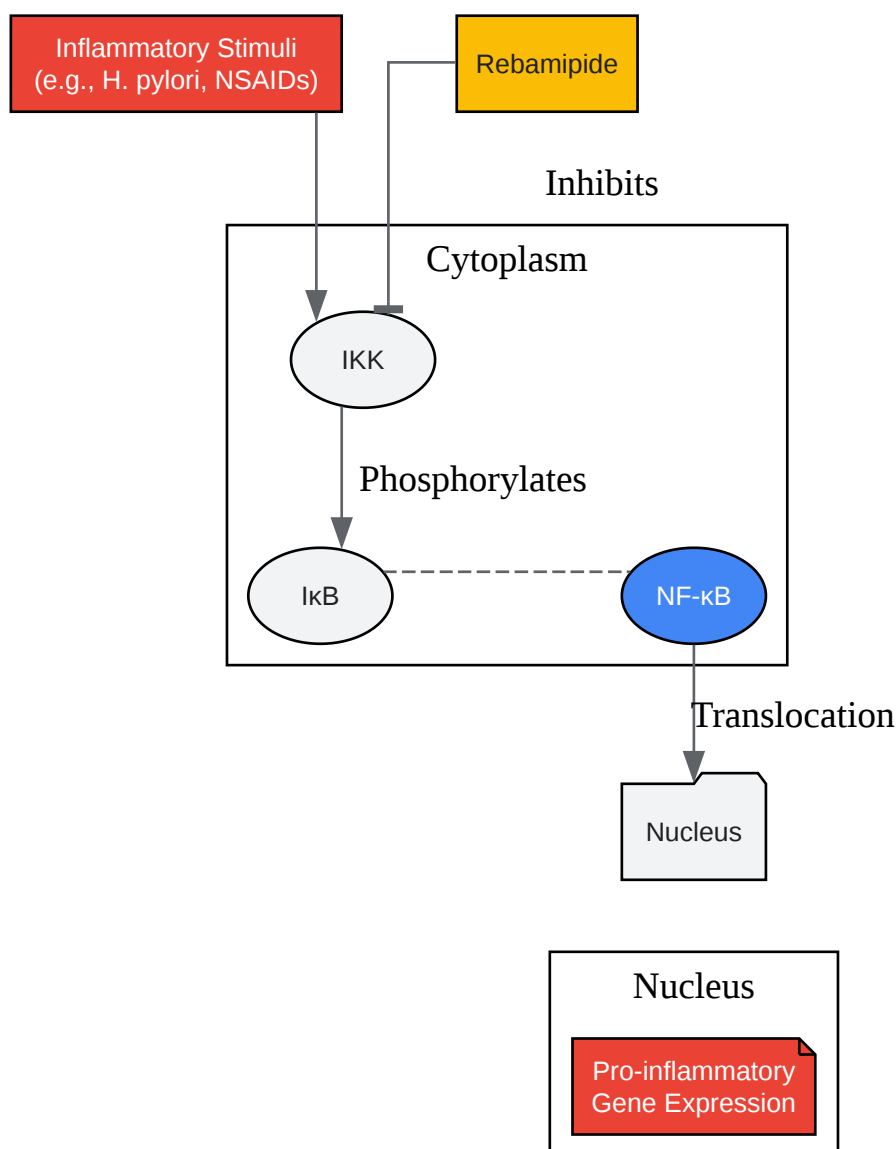 Inflammatory Stimuli
(e.g., H. pylori, NSAIDs)
Rebamipide
Inhibits
Cytoplasm
IKK
Phosphorylates
IκB
NF-κB
Translocation
Nucleus
Nucleus
Pro-inflammatory
Gene Expression